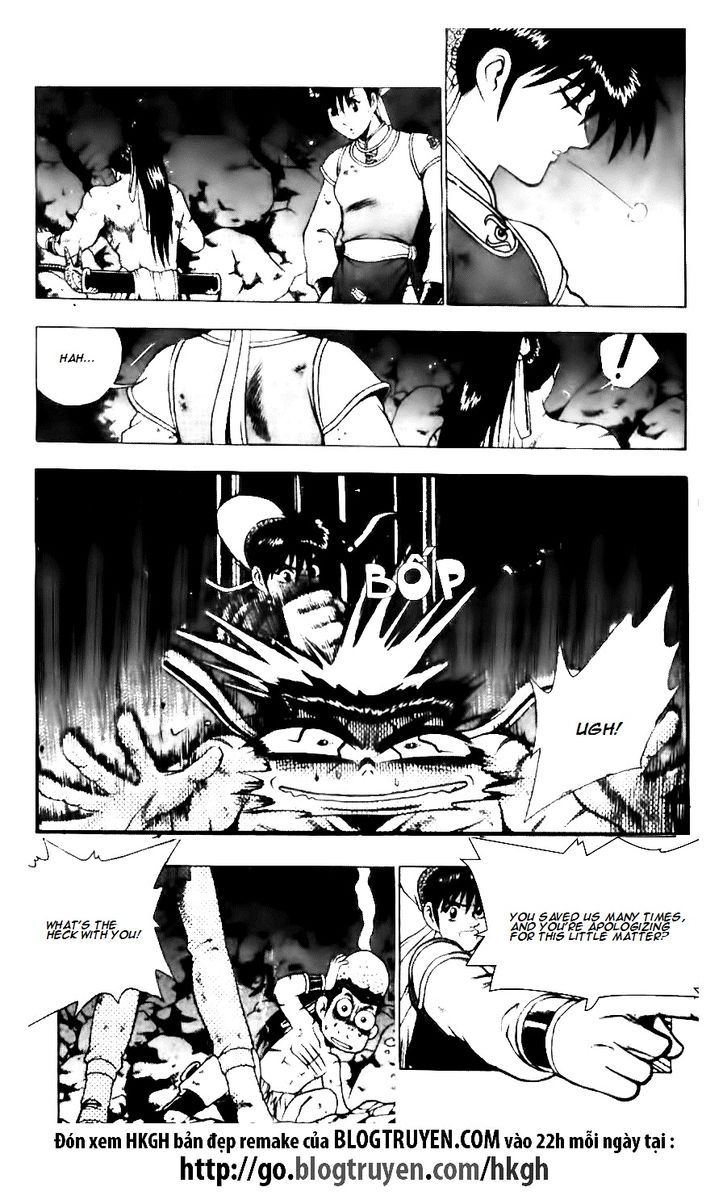 HAH...
!
BỐP
UGH!
WHAT'S THE
HECK WITH YOU!
YOU SAVED US MANY TIMES,
AND YOU'RE APOLOGIZING
FOR THIS LITTLE MATTER?
Đón xem HKGH bản đẹp remake của BLOGTRUYEN.COM vào 22h mỗi ngày tại :
http://go.blogtruyen.com/hkgh